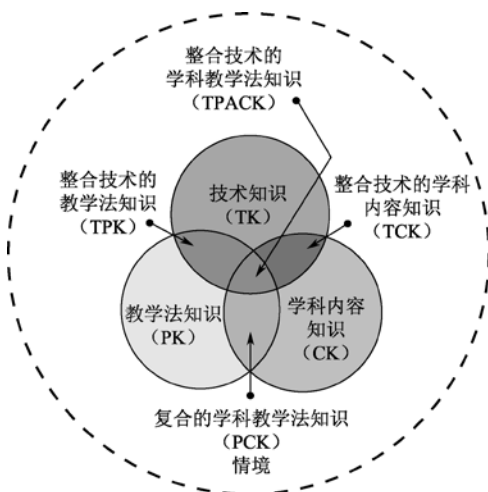 整合技术的
学科教学法知识
（TPACK）
整合技术的
教学法知识
（TPK）
技术知识
（TK）
整合技术的学科
内容知识
（TCK）
教学法知识
（PK）
学科内容
知识
（CK）
复合的学科教学法知识
（PCK）
情境